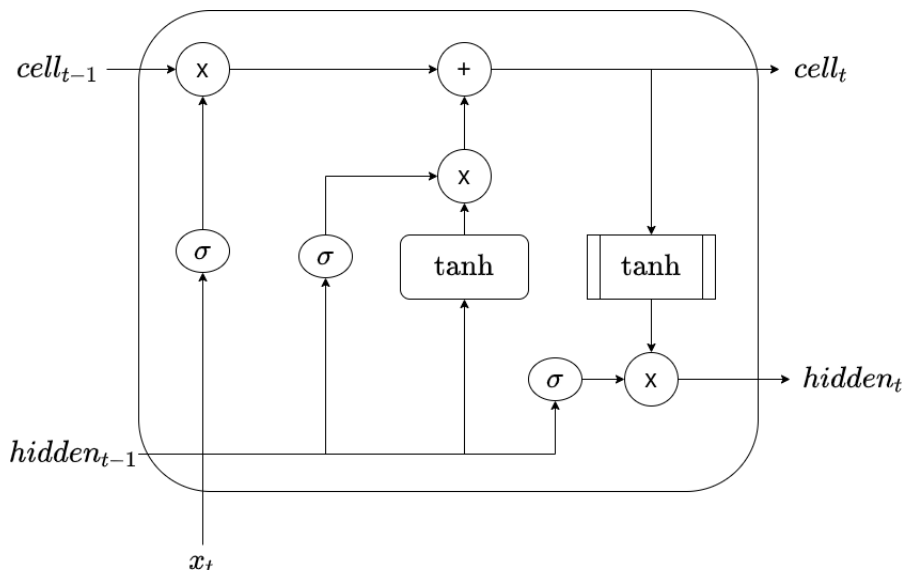 cell_{t-1}
x
+
cell_t
x
σ
σ
tanh
tanh
σ
x
hidden_t
hidden_{t-1}
x_t